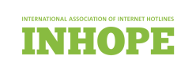 INTERNATIONAL ASSOCIATION OF INTERNET HOTLINES
INHOPE